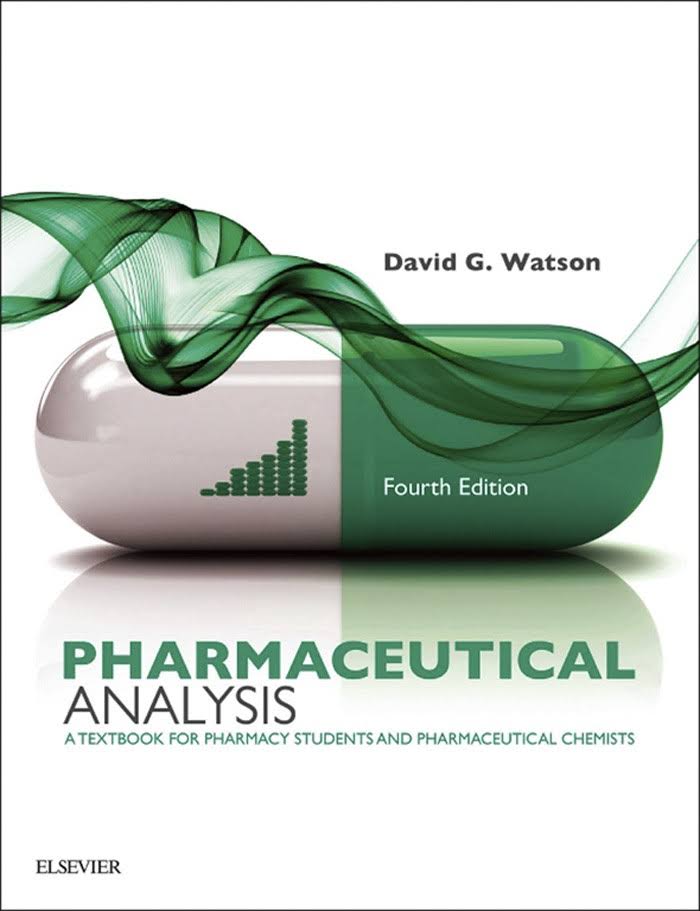 David G. Watson
Fourth Edition
PHARMACEUTICAL
ANALYSIS
A TEXTBOOK FOR PHARMACY STUDENTS AND PHARMACEUTICAL CHEMISTS
ELSEVIER